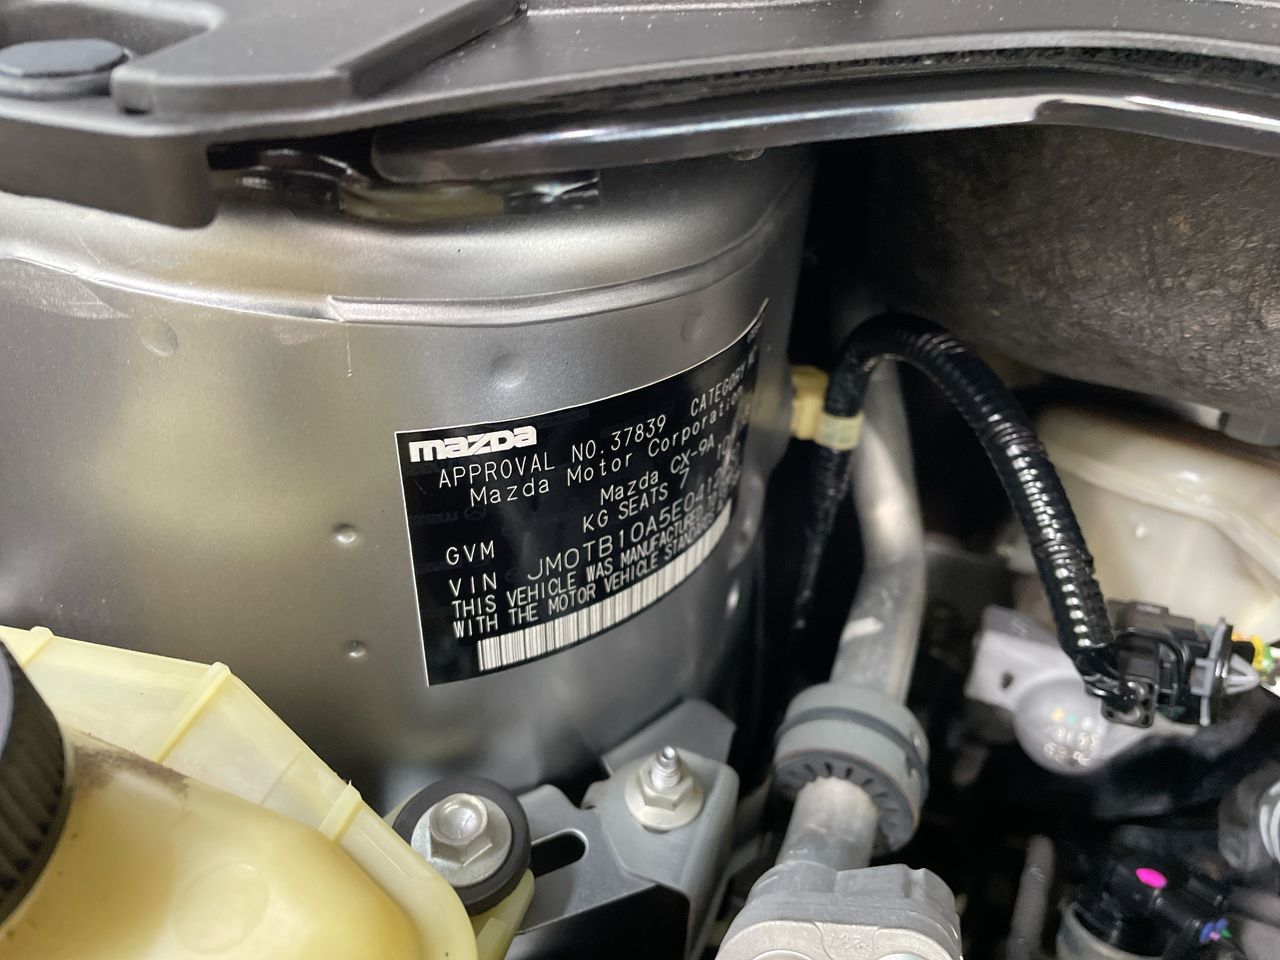 mazda
APPROVAL NO.37839 CATEGORY
Mazda Motor Corporation
Mazda CX-9A
GVM KG SEATS 7
VIN
THIS VEHICLE WAS MANUFACTURED
WITH THE MOTOR VEHICLE